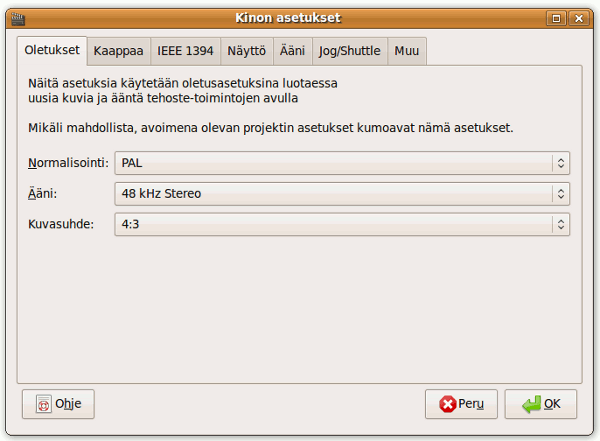 Kinon asetukset
Oletukset Kaappaa IEEE 1394 Näyttö Ääni Jog/Shuttle Muu
Näitä asetuksia käytetään oletusasetuksina luotaessa
uusia kuvia ja ääntä tehoste-toimintojen avulla
Mikäli mahdollista, avoimena olevan projektin asetukset kumoavat nämä asetukset.
Normalisointi: PAL
Ääni: 48 kHz Stereo
Kuvasuhde: 4:3
Ohje Peru OK